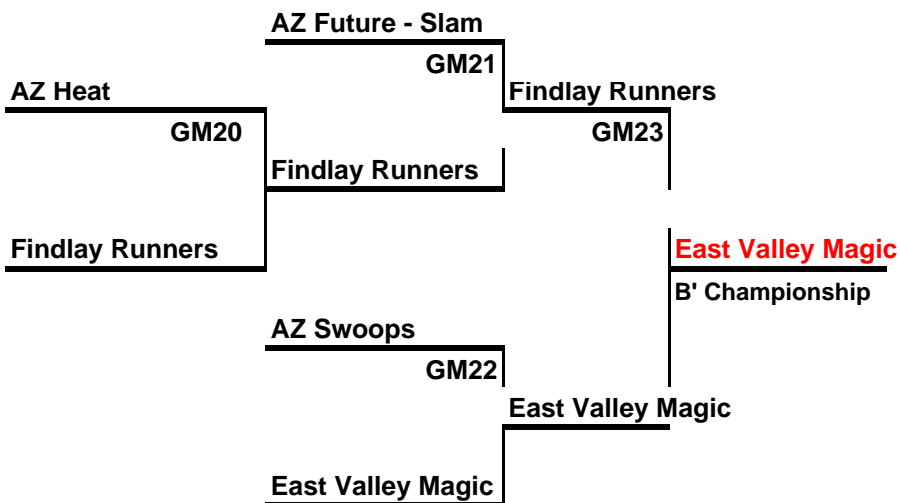 AZ Future - Slam
GM21
AZ Heat
Findlay Runners
GM20
GM23
Findlay Runners
Findlay Runners
East Valley Magic
B' Championship
AZ Swoops
GM22
East Valley Magic
East Valley Magic